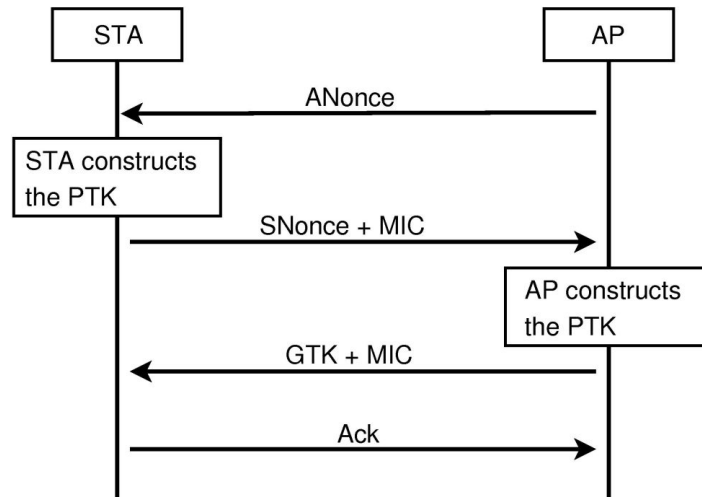 STA
AP
ANonce
STA constructs
the PTK
SNonce + MIC
AP constructs
the PTK
GTK + MIC
Ack